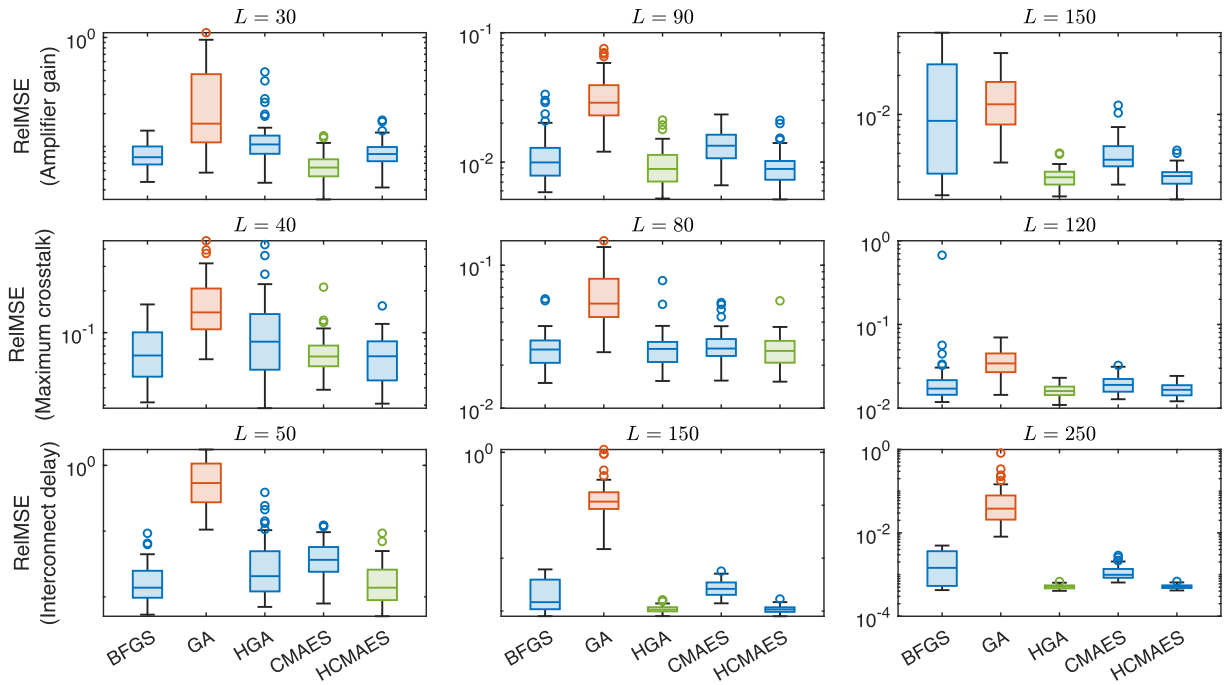 L = 30
L = 90
L = 150
RelMSE
(Amplifier gain)
10^0
10^-1
10^-2
10^-2
L = 40
L = 80
L = 120
RelMSE
(Maximum crosstalk)
10^-1
10^-1
10^-2
10^0
10^-1
10^-2
L = 50
L = 150
L = 250
RelMSE
(Interconnect delay)
10^0
10^0
10^0
10^-2
10^-4
BFGS
GA
HGA
CMAES
HCMAES
BFGS
GA
HGA
CMAES
HCMAES
BFGS
GA
HGA
CMAES
HCMAES